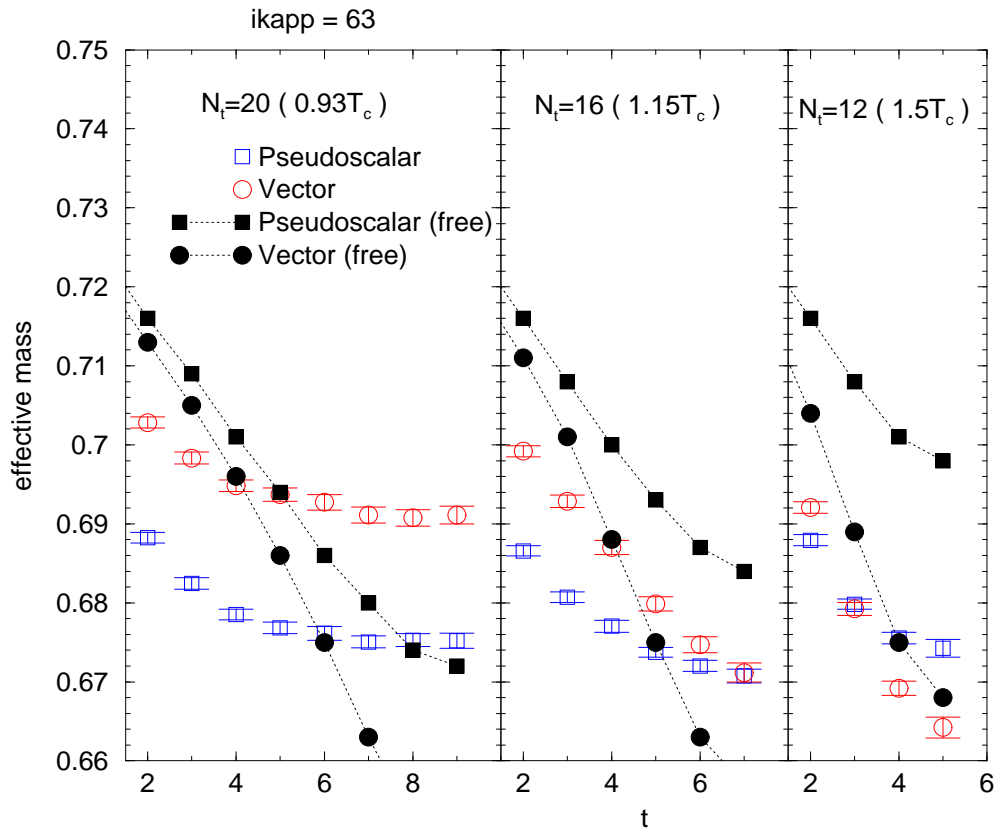 ikapp = 63
N_t=20 ( 0.93T_c )
N_t=16 ( 1.15T_c )
N_t=12 ( 1.5T_c )
Pseudoscalar
Vector
Pseudoscalar (free)
Vector (free)
effective mass
0.75
0.74
0.73
0.72
0.71
0.7
0.69
0.68
0.67
0.66
2 4 6 8 2 4 6 2 4 6
t